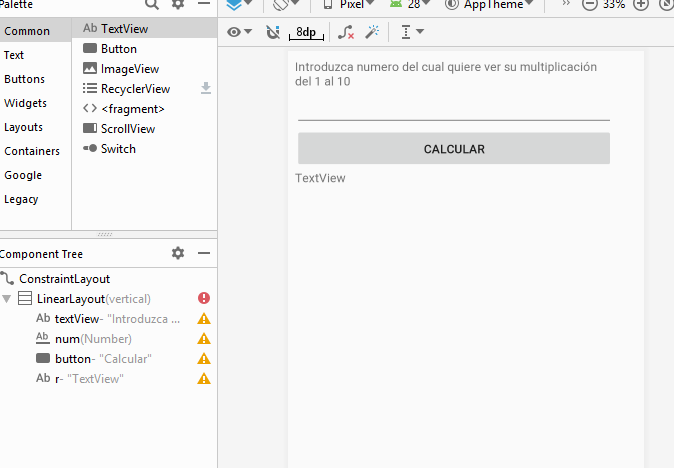 Palette
Pixel
28
AppTheme
33%
Common
Text
Buttons
Widgets
Layouts
Containers
Google
Legacy
Ab TextView
Button
ImageView
RecyclerView
<> <fragment>
ScrollView
Switch
8dp
Introduzca numero del cual quiere ver su multiplicación
del 1 al 10
CALCULAR
TextView
Component Tree
ConstraintLayout
LinearLayout(vertical)
Ab textView- "Introduzca ...
Ab num(Number)
button- "Calcular"
Ab r- "TextView"